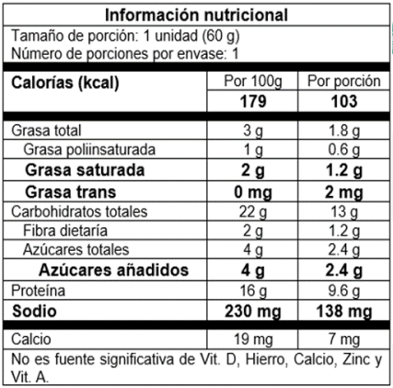 Información nutricional
Tamaño de porción: 1 unidad (60 g)
Número de porciones por envase: 1
Calorías (kcal) Por 100g Por porción
179 103
Grasa total 3 g 1.8 g
Grasa poliinsaturada 1 g 0.6 g
Grasa saturada 2 g 1.2 g
Grasa trans 0 mg 2 mg
Carbohidratos totales 22 g 13 g
Fibra dietaría 2 g 1.2 g
Azúcares totales 4 g 2.4 g
Azúcares añadidos 4 g 2.4 g
Proteína 16 g 9.6 g
Sodio 230 mg 138 mg
Calcio 19 mg 7 mg
No es fuente significativa de Vit. D, Hierro, Calcio, Zinc y
Vit. A.